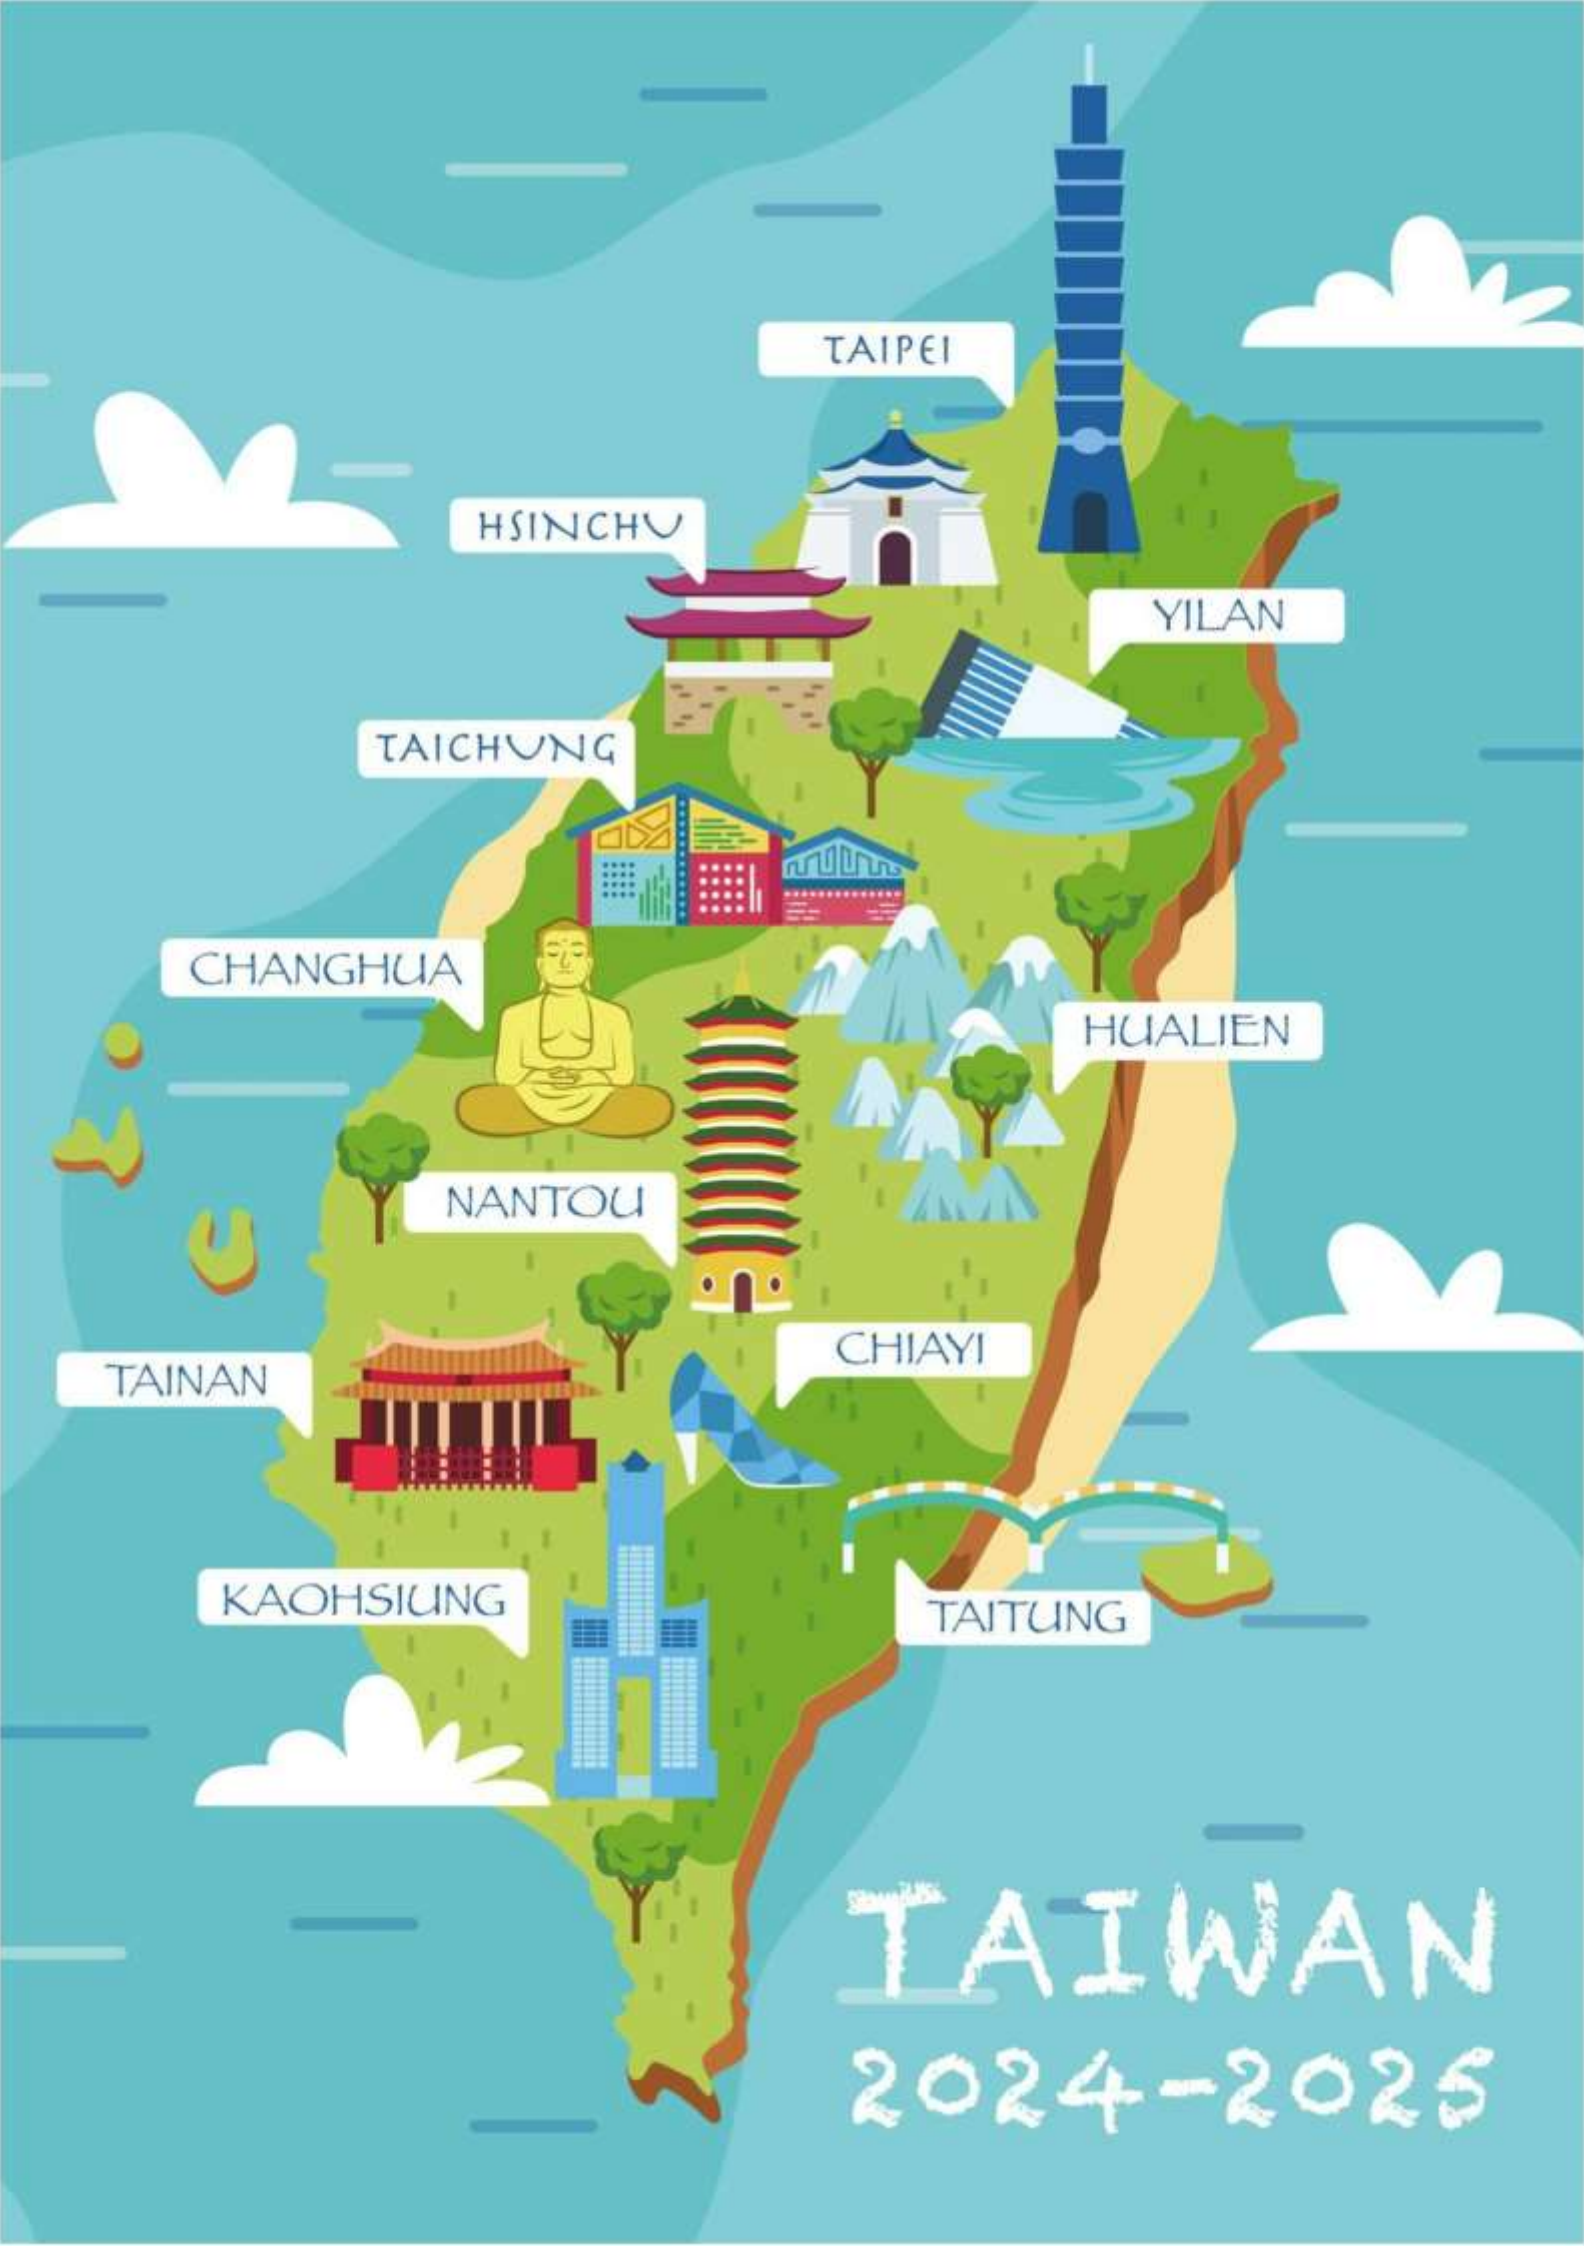 TAIPEI
HSINCHU
YILAN
TAICHUNG
CHANGHUA
HUALIEN
NANTOU
CHIAYI
TAINAN
KAOHSIUNG
TAITUNG
TAIWAN
2024-2025